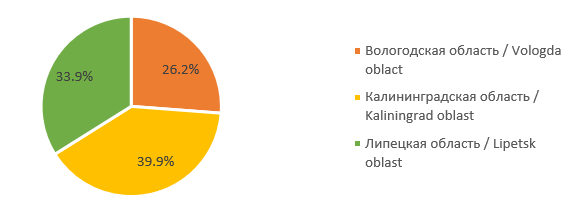 26.2%
33.9%
39.9%
Вологодская область / Vologda
oblact
Калининградская область /
Kaliningrad oblast
Липецкая область / Lipetsk
oblast